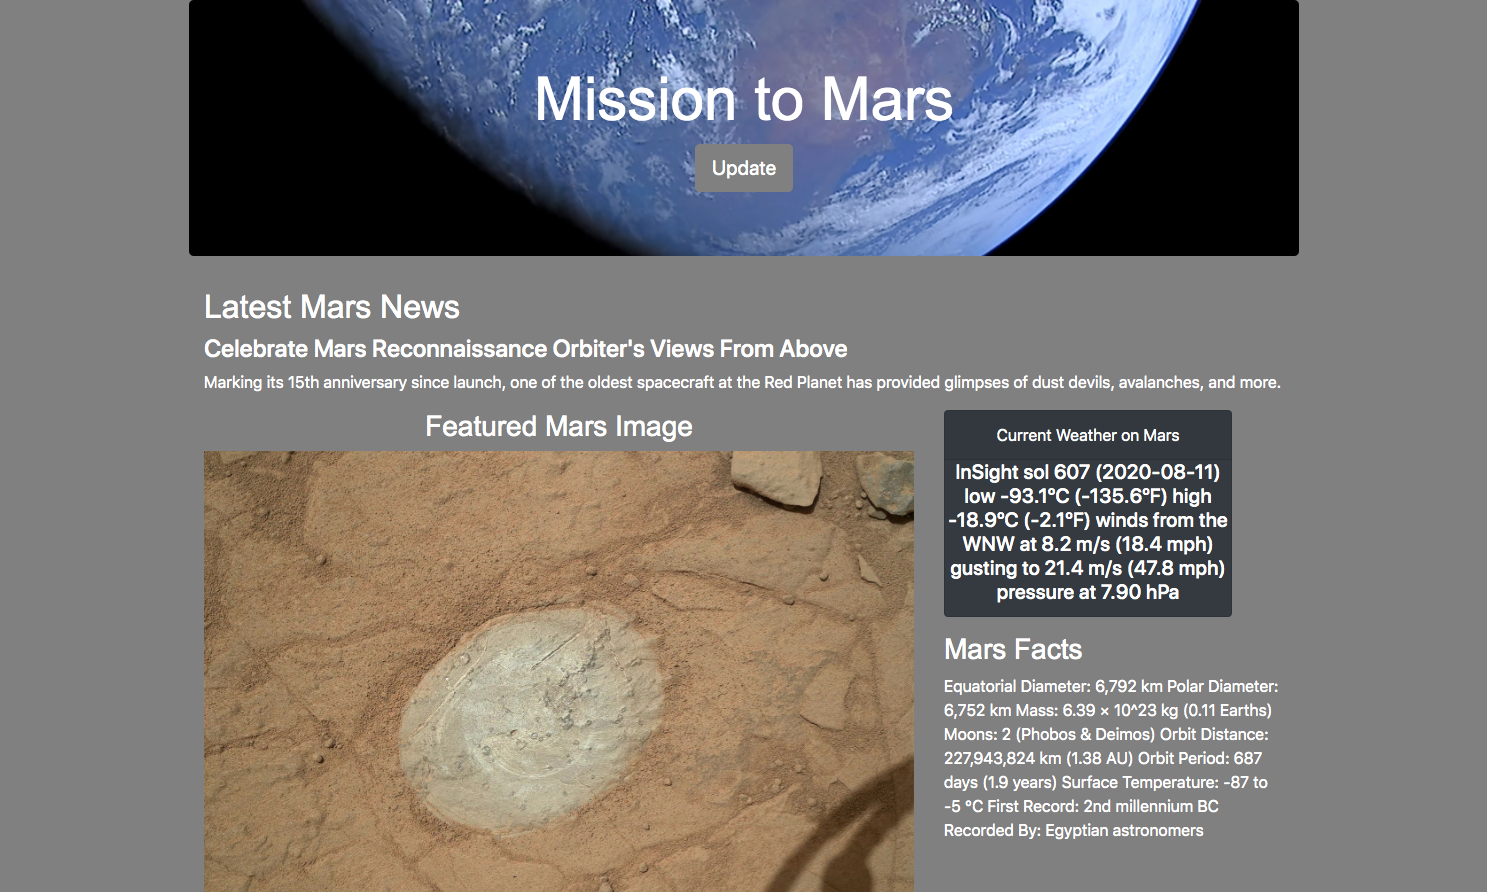 Mission to Mars
Update
Latest Mars News
Celebrate Mars Reconnaissance Orbiter's Views From Above
Marking its 15th anniversary since launch, one of the oldest spacecraft at the Red Planet has provided glimpses of dust devils, avalanches, and more.
Featured Mars Image
Current Weather on Mars
InSight sol 607 (2020-08-11)
low -93.1ºC (-135.6ºF) high
-18.9ºC (-2.1ºF) winds from the
WNW at 8.2 m/s (18.4 mph)
gusting to 21.4 m/s (47.8 mph)
pressure at 7.90 hPa
Mars Facts
Equatorial Diameter: 6,792 km Polar Diameter:
6,752 km Mass: 6.39 × 10^23 kg (0.11 Earths)
Moons: 2 (Phobos & Deimos) Orbit Distance:
227,943,824 km (1.38 AU) Orbit Period: 687
days (1.9 years) Surface Temperature: -87 to
-5 °C First Record: 2nd millennium BC
Recorded By: Egyptian astronomers